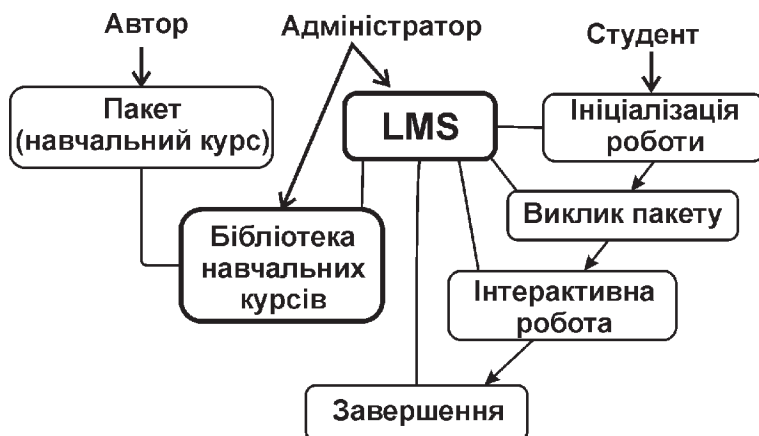 Автор
Адміністратор
Студент
Пакет
(навчальний курс)
LMS
Ініціалізація
роботи
Виклик пакету
Бібліотека
навчальних
курсів
Інтерактивна
робота
Завершення